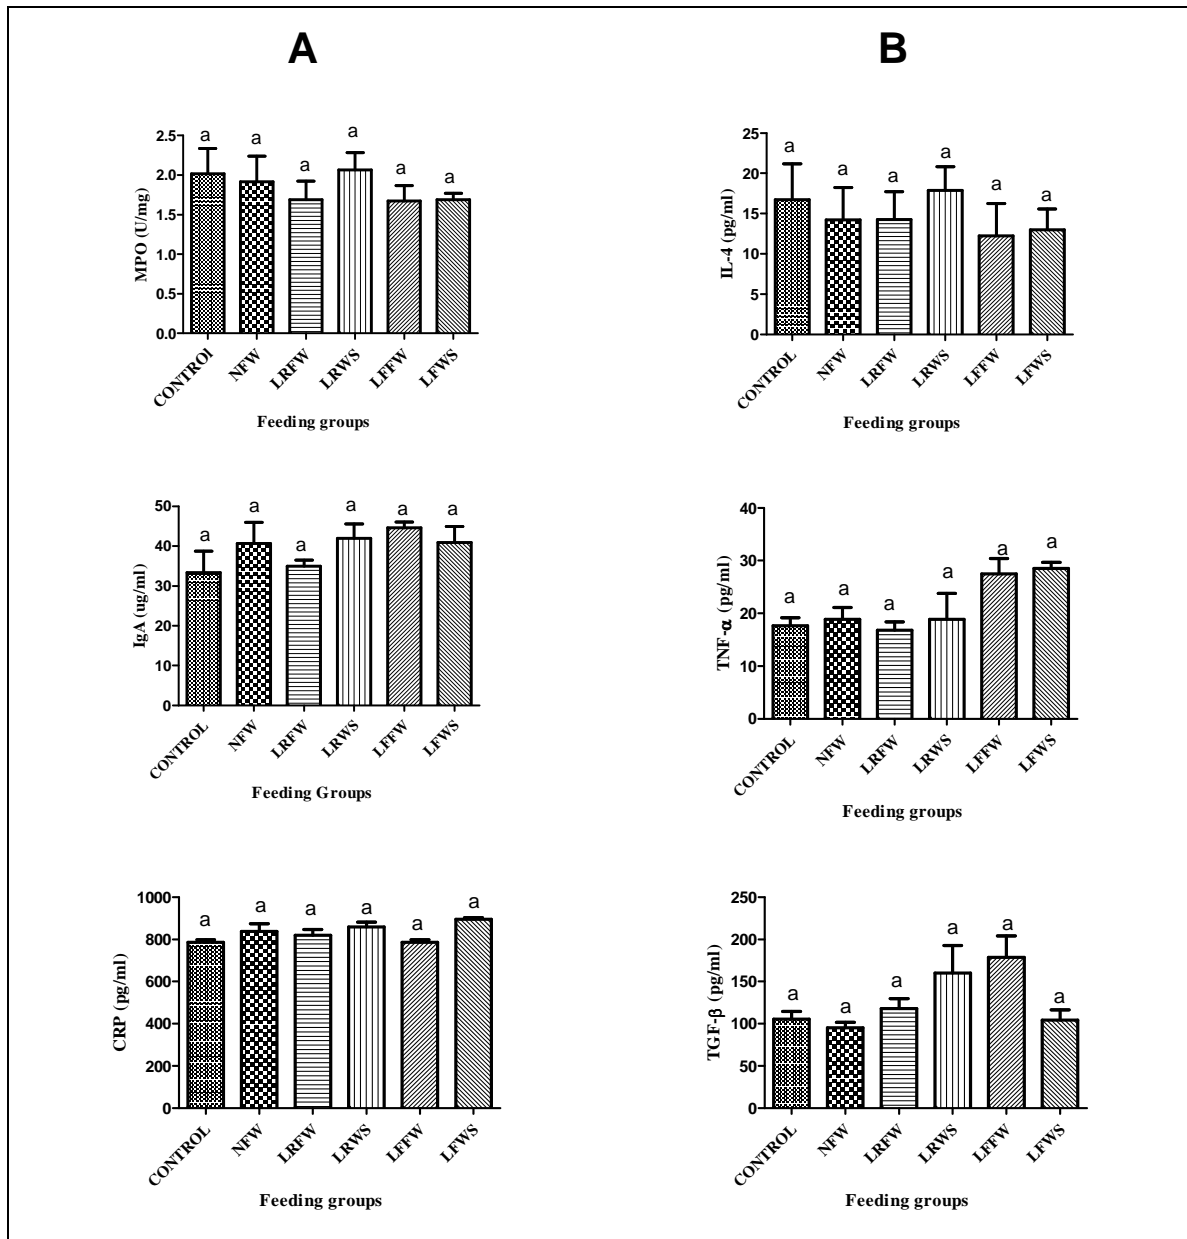 A
B
MPO (U/mg)
2.5
2.0
1.5
1.0
0.5
0.0
a a a a a a
CONTROl NFW LRFW LRWS LFFW LFWS
Feeding groups
IL-4 (pg/ml)
25
20
15
10
5
0
a a a a a a
CONTROL NFW LRFW LRWS LFFW LFWS
Feeding groups
IgA (ug/ml)
50
40
30
20
10
0
a a a a a a
CONTROL NFW LRFW LRWS LFFW LFWS
Feeding Groups
TNF-α (pg/ml)
40
30
20
10
0
a a a a a a
CONTROL NFW LRFW LRWS LFFW LFWS
Feeding groups
CRP (pg/ml)
1000
800
600
400
200
0
a a a a a a
CONTROL NFW LRFW LRWS LFFW LFWS
Feeding groups
TGF-β (pg/ml)
250
200
150
100
50
0
a a a a a a
CONTROL NFW LRFW LRWS LFFW LFWS
Feeding groups